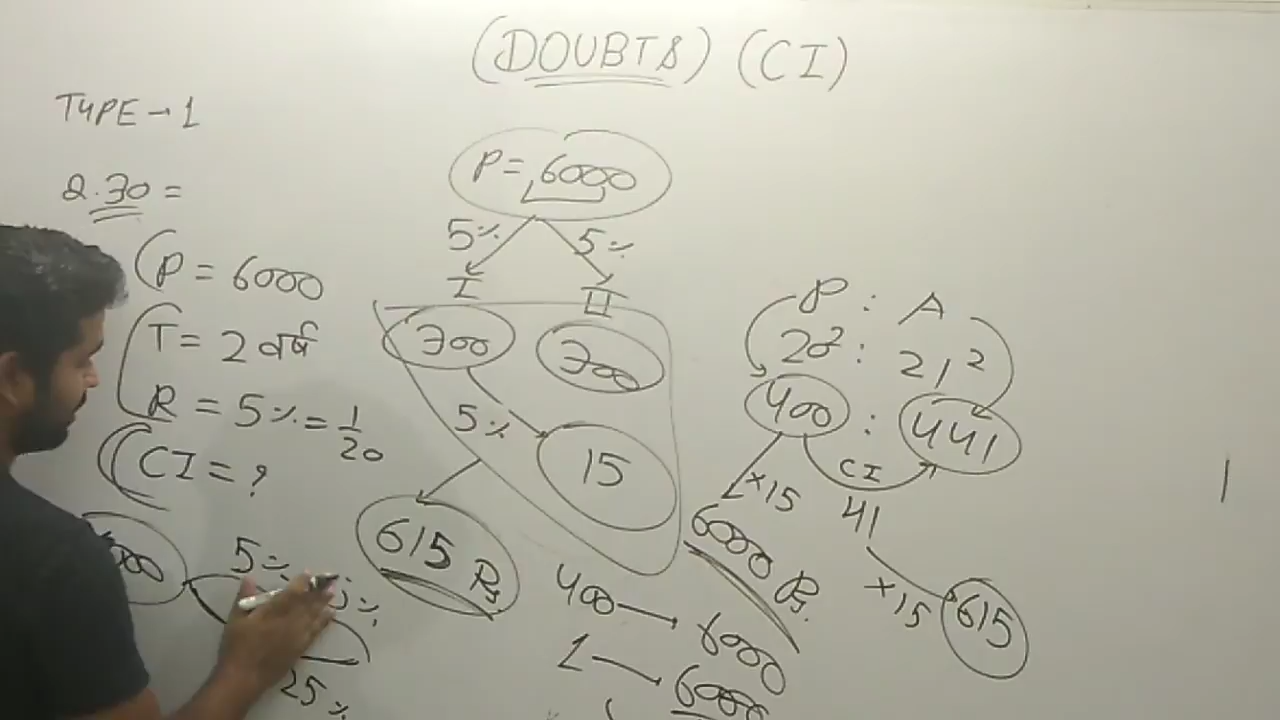 (DOUBTS) (CI)
TYPE → 1
Q.30 =
P = 6000
T = 2 वर्ष
R = 5% = 1/20
CI = ?
5%
5%
25%
P = 6000
5% 5%
I II
300 300
5%
15
615 Rs
P : A
20² : 21²
400 : 441
CI
×15 41
6000 Rs.
×15
615
400 → 6000
1 → 6000